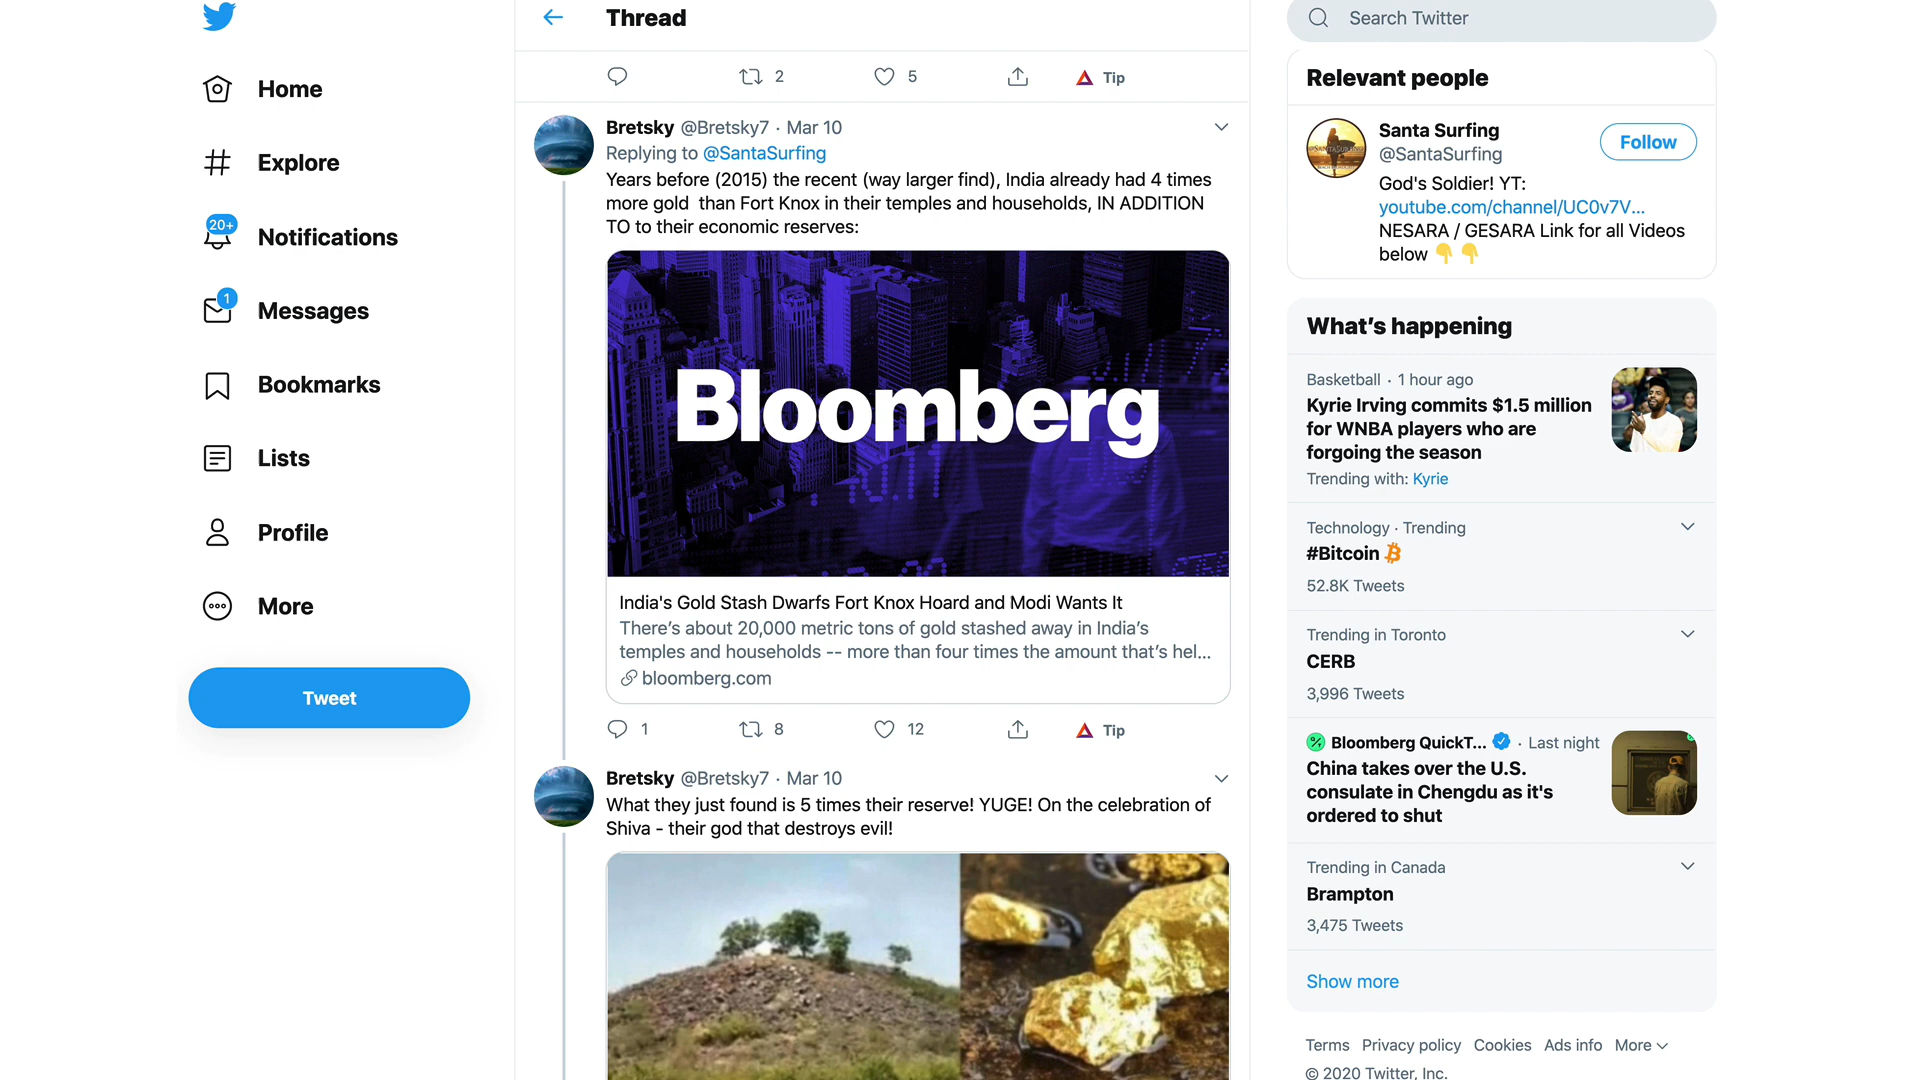 Home
Explore
20+
Notifications
1
Messages
Bookmarks
Lists
Profile
More
Tweet
Thread
2
5
Tip
Bretsky @Bretsky7 · Mar 10
Replying to @SantaSurfing
Years before (2015) the recent (way larger find), India already had 4 times
more gold than Fort Knox in their temples and households, IN ADDITION
TO to their economic reserves:
Bloomberg
India's Gold Stash Dwarfs Fort Knox Hoard and Modi Wants It
There's about 20,000 metric tons of gold stashed away in India's
temples and households -- more than four times the amount that's hel...
bloomberg.com
1
8
12
Tip
Bretsky @Bretsky7 · Mar 10
What they just found is 5 times their reserve! YUGE! On the celebration of
Shiva - their god that destroys evil!
Search Twitter
Relevant people
Santa Surfing
@SantaSurfing
Follow
God's Soldier! YT:
youtube.com/channel/UC0v7V...
NESARA / GESARA Link for all Videos
below 👇👇
What's happening
Basketball · 1 hour ago
Kyrie Irving commits $1.5 million
for WNBA players who are
forgoing the season
Trending with: Kyrie
Technology · Trending
#Bitcoin
52.8K Tweets
Trending in Toronto
CERB
3,996 Tweets
Bloomberg QuickT... · Last night
China takes over the U.S.
consulate in Chengdu as it's
ordered to shut
Trending in Canada
Brampton
3,475 Tweets
Show more
Terms Privacy policy Cookies Ads info More
© 2020 Twitter, Inc.